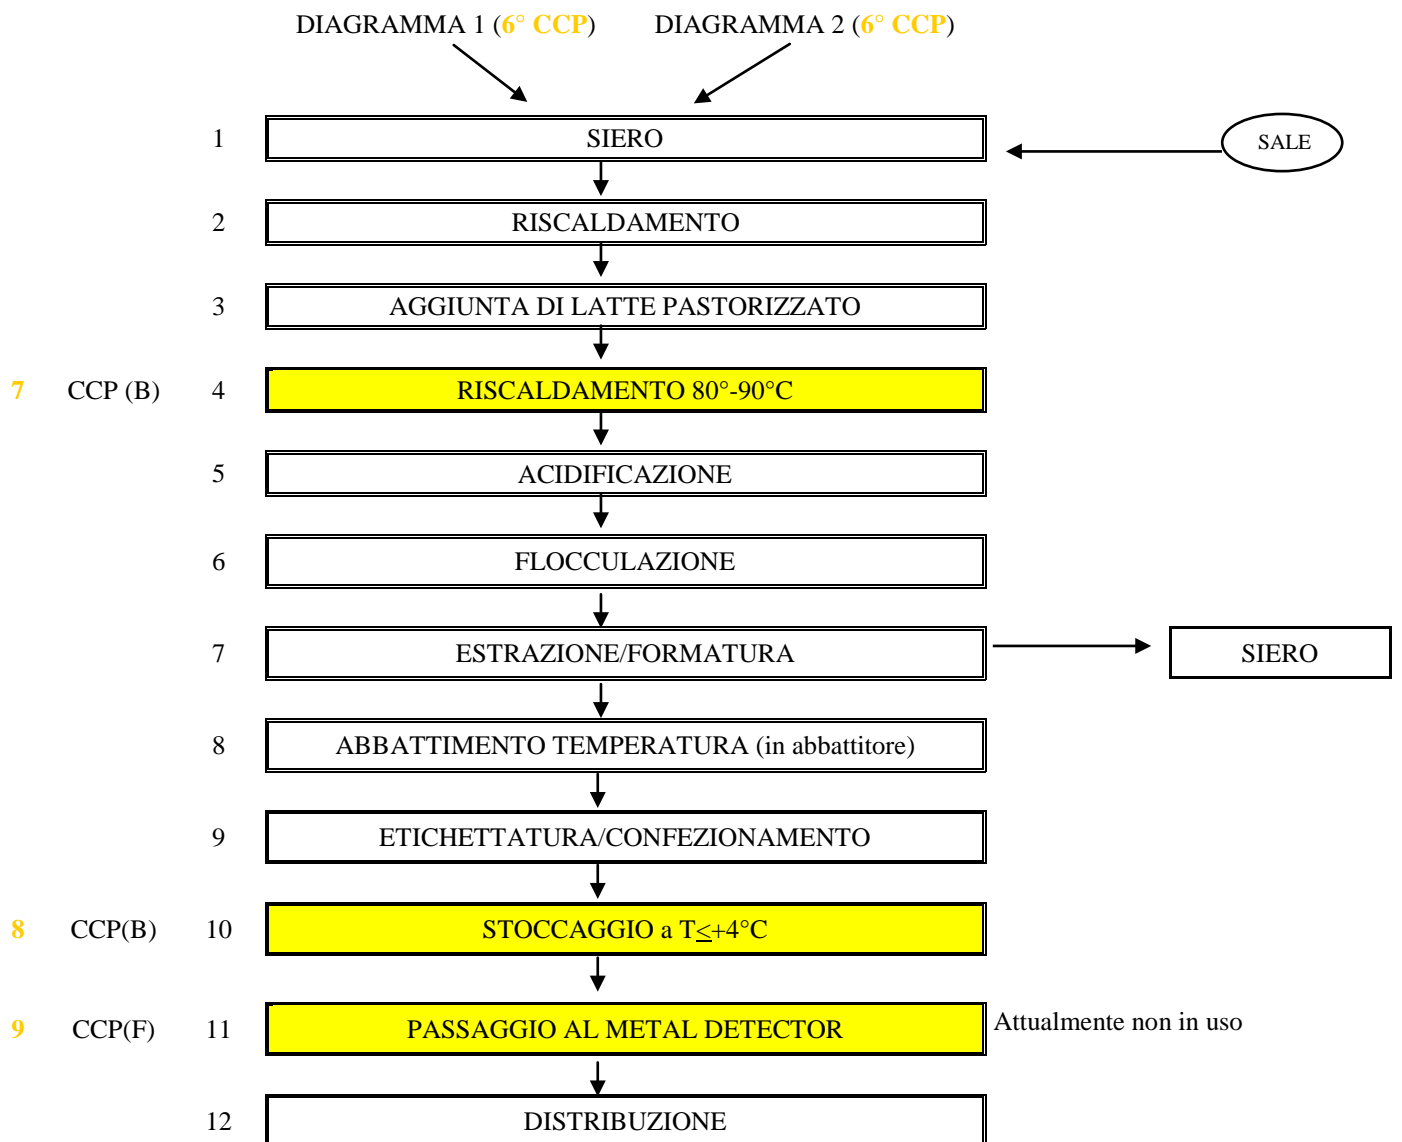 DIAGRAMMA 1 (6° CCP) DIAGRAMMA 2 (6° CCP)
1 SIERO SALE
2 RISCALDAMENTO
3 AGGIUNTA DI LATTE PASTORIZZATO
7 CCP (B) 4 RISCALDAMENTO 80°-90°C
5 ACIDIFICAZIONE
6 FLOCCULAZIONE
7 ESTRAZIONE/FORMATURA SIERO
8 ABBATTIMENTO TEMPERATURA (in abbattitore)
9 ETICHETTATURA/CONFEZIONAMENTO
8 CCP(B) 10 STOCCAGGIO a T≤+4°C
9 CCP(F) 11 PASSAGGIO AL METAL DETECTOR Attualmente non in uso
12 DISTRIBUZIONE